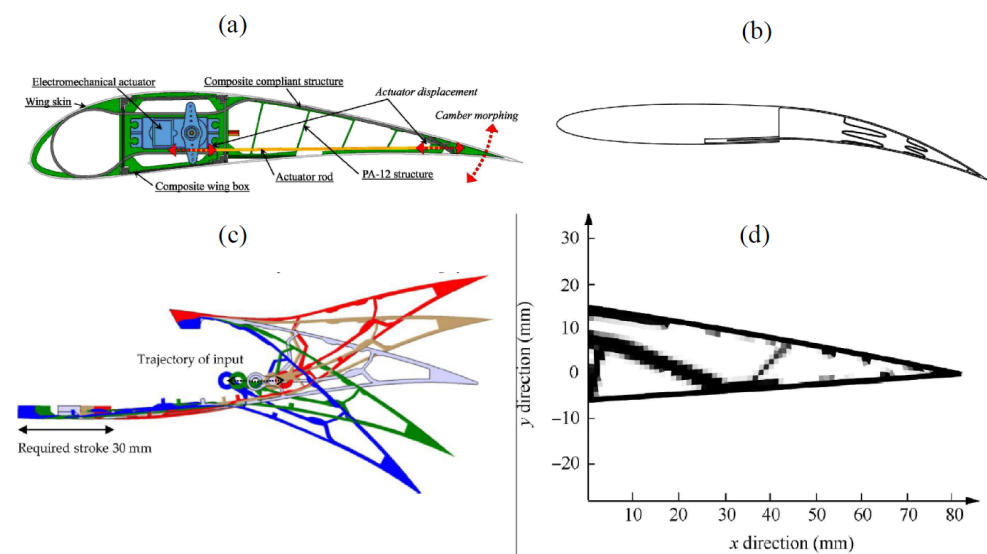 (a)
Electromechanical actuator
Composite compliant structure
Wing skin
Actuator displacement
Camber morphing
Actuator rod
PA-12 structure
Composite wing box
(b)
(c)
Trajectory of input
Required stroke 30 mm
(d)
y direction (mm)
30
20
10
0
−10
−20
10 20 30 40 50 60 70 80
x direction (mm)